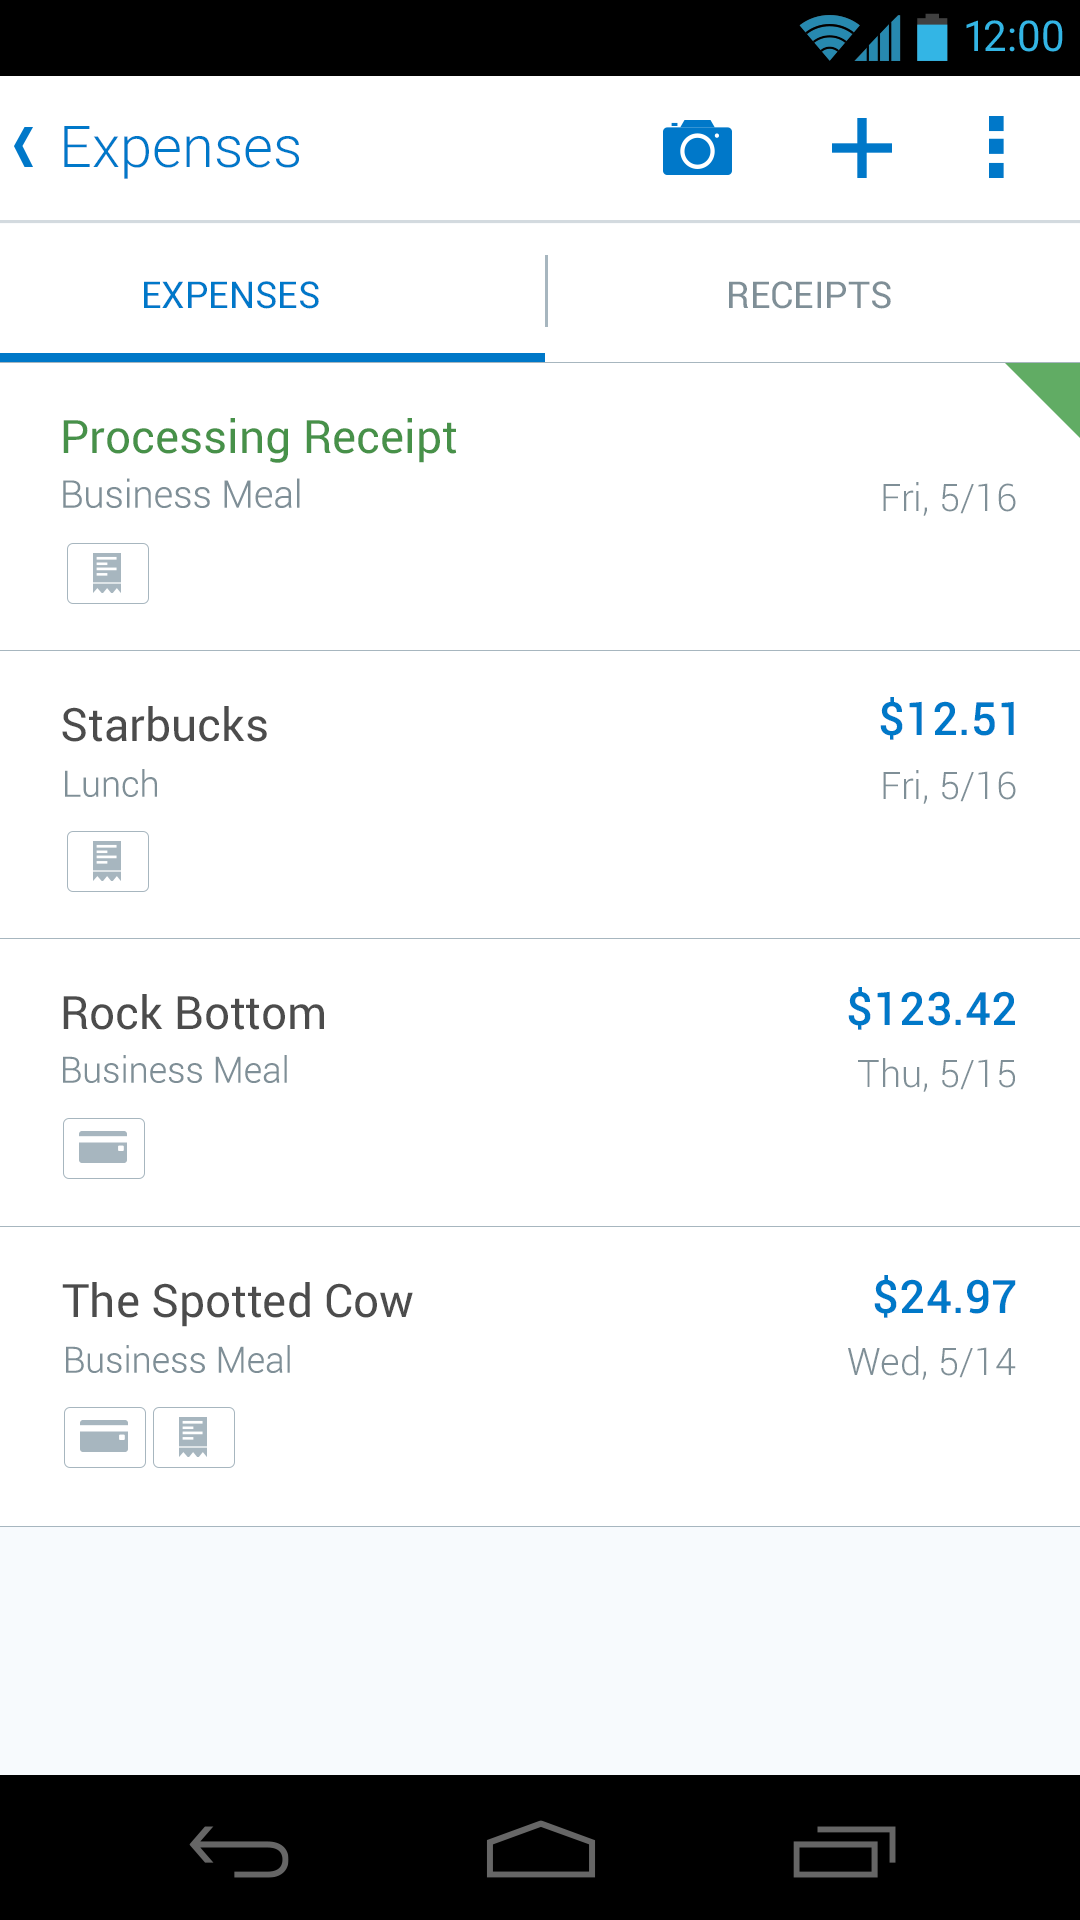 12:00
Expenses
EXPENSES
RECEIPTS
Processing Receipt
Business Meal
Fri, 5/16
Starbucks
$12.51
Lunch
Fri, 5/16
Rock Bottom
$123.42
Business Meal
Thu, 5/15
The Spotted Cow
$24.97
Business Meal
Wed, 5/14